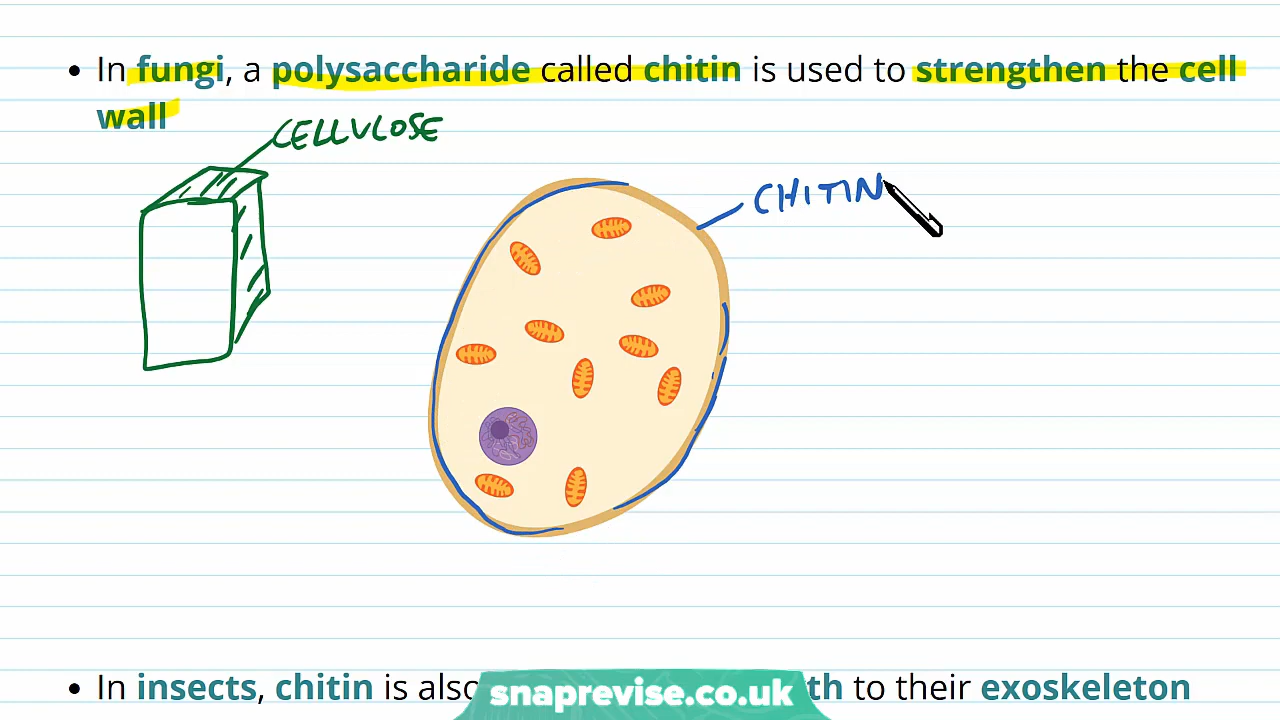 • In fungi, a polysaccharide called chitin is used to strengthen the cell
wall
CELLULOSE
CHITIN
• In insects, chitin is also th to their exoskeleton
snaprevise.co.uk